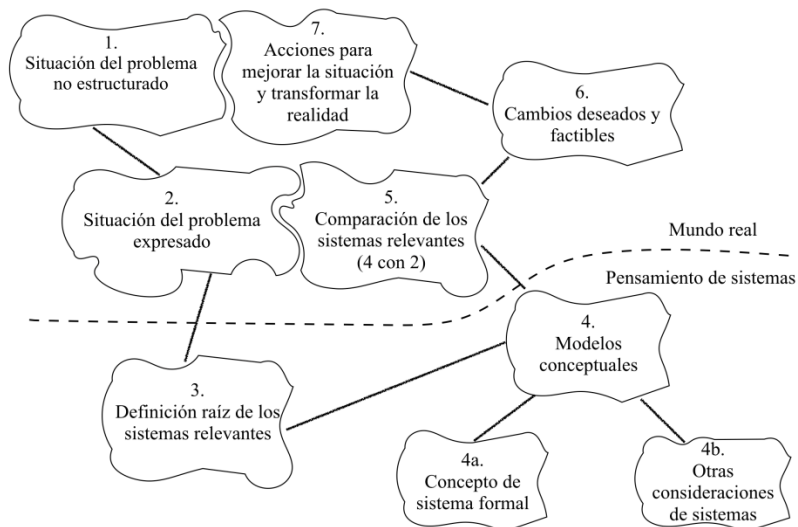 1.
Situación del problema
no estructurado
7.
Acciones para
mejorar la situación
y transformar la
realidad
6.
Cambios deseados y
factibles
2.
Situación del problema
expresado
5.
Comparación de los
sistemas relevantes
(4 con 2)
Mundo real
Pensamiento de sistemas
4.
Modelos
conceptuales
3.
Definición raíz de los
sistemas relevantes
4a.
Concepto de
sistema formal
4b.
Otras
consideraciones
de sistemas